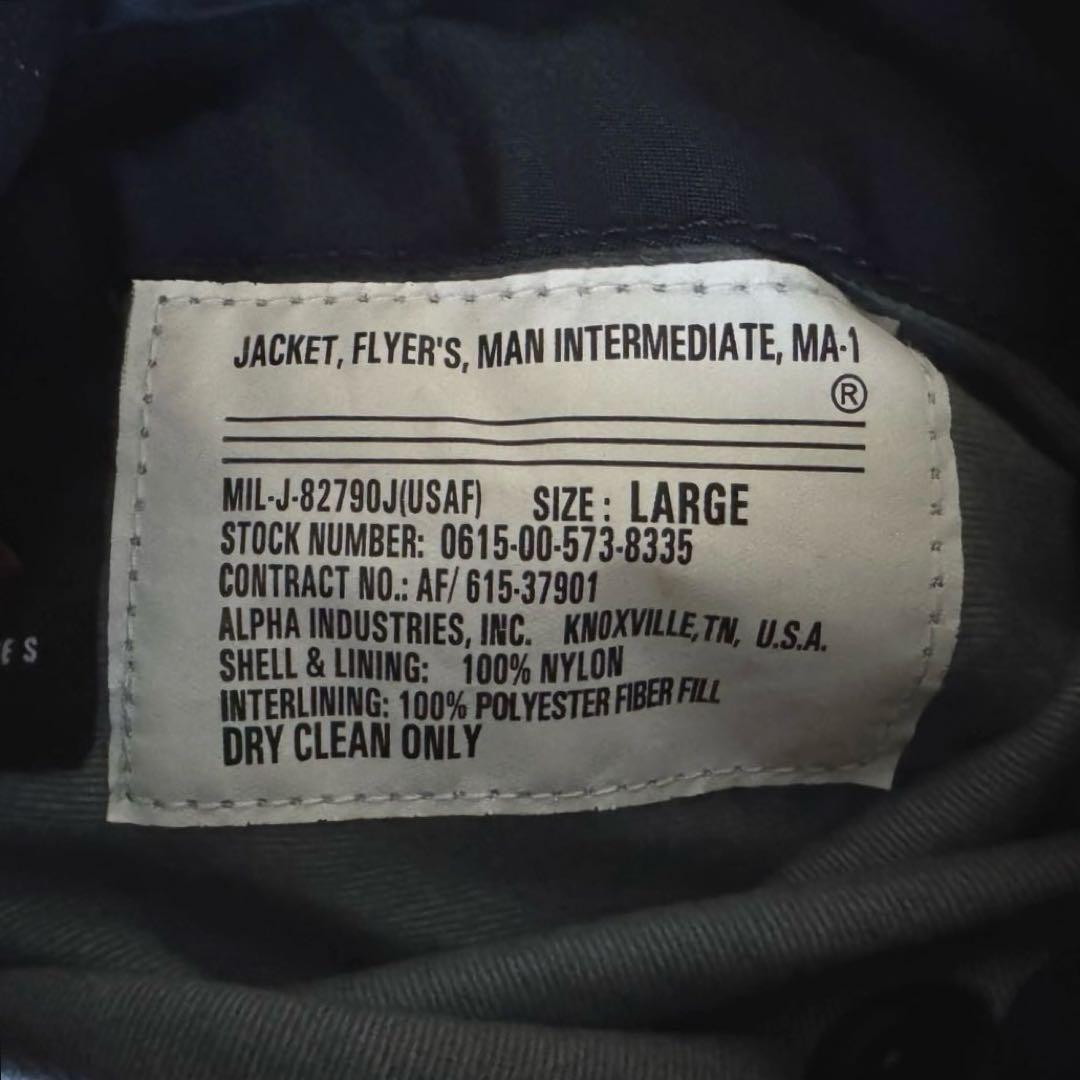 JACKET, FLYER'S, MAN INTERMEDIATE, MA-1
®
MIL-J-82790J(USAF) SIZE : LARGE
STOCK NUMBER: 0615-00-573-8335
CONTRACT NO.: AF/ 615-37901
ALPHA INDUSTRIES, INC. KNOXVILLE, TN, U.S.A.
SHELL & LINING: 100% NYLON
INTERLINING: 100% POLYESTER FIBER FILL
DRY CLEAN ONLY